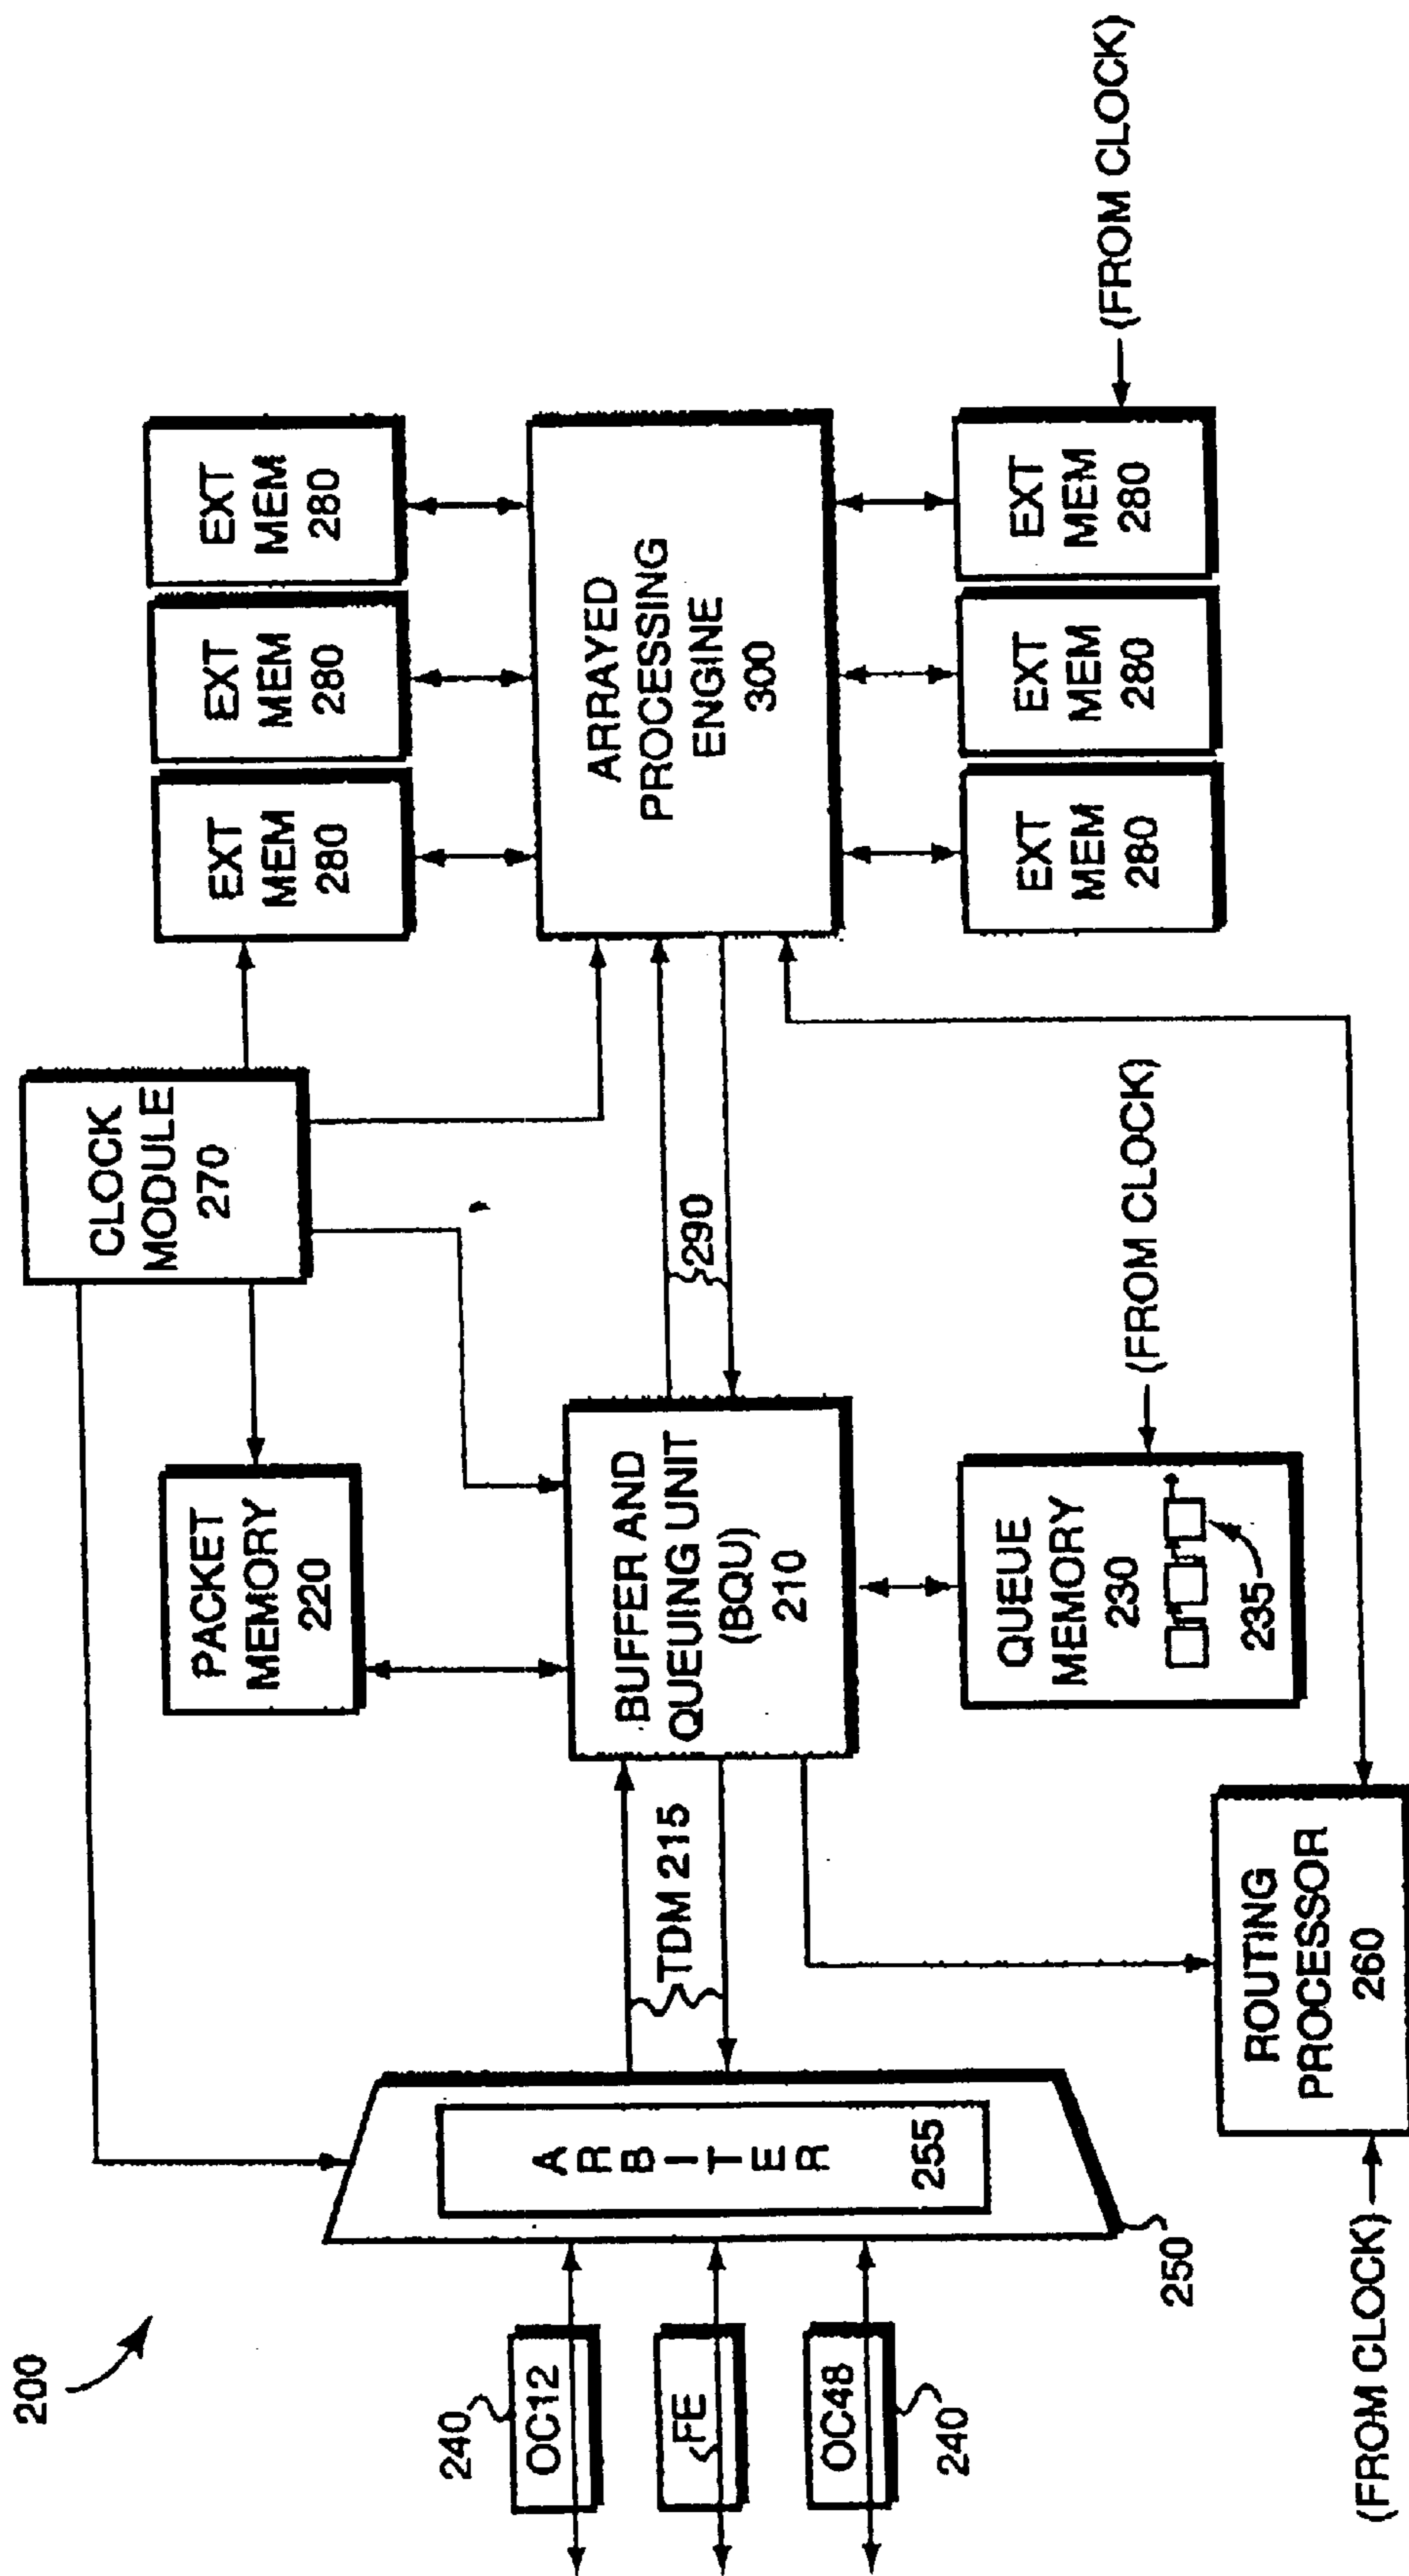 200
CLOCK
MODULE
270
PACKET
MEMORY
220
EXT
MEM
280
EXT
MEM
280
EXT
MEM
280
240
OC12
FE
OC48
240
ARBITER
255
250
TDM 215
BUFFER AND
QUEUING UNIT
(BQU)
210
290
ARRAYED
PROCESSING
ENGINE
300
QUEUE
MEMORY
230
235
(FROM CLOCK)
EXT
MEM
280
EXT
MEM
280
EXT
MEM
280
(FROM CLOCK)
ROUTING
PROCESSOR
260
(FROM CLOCK)